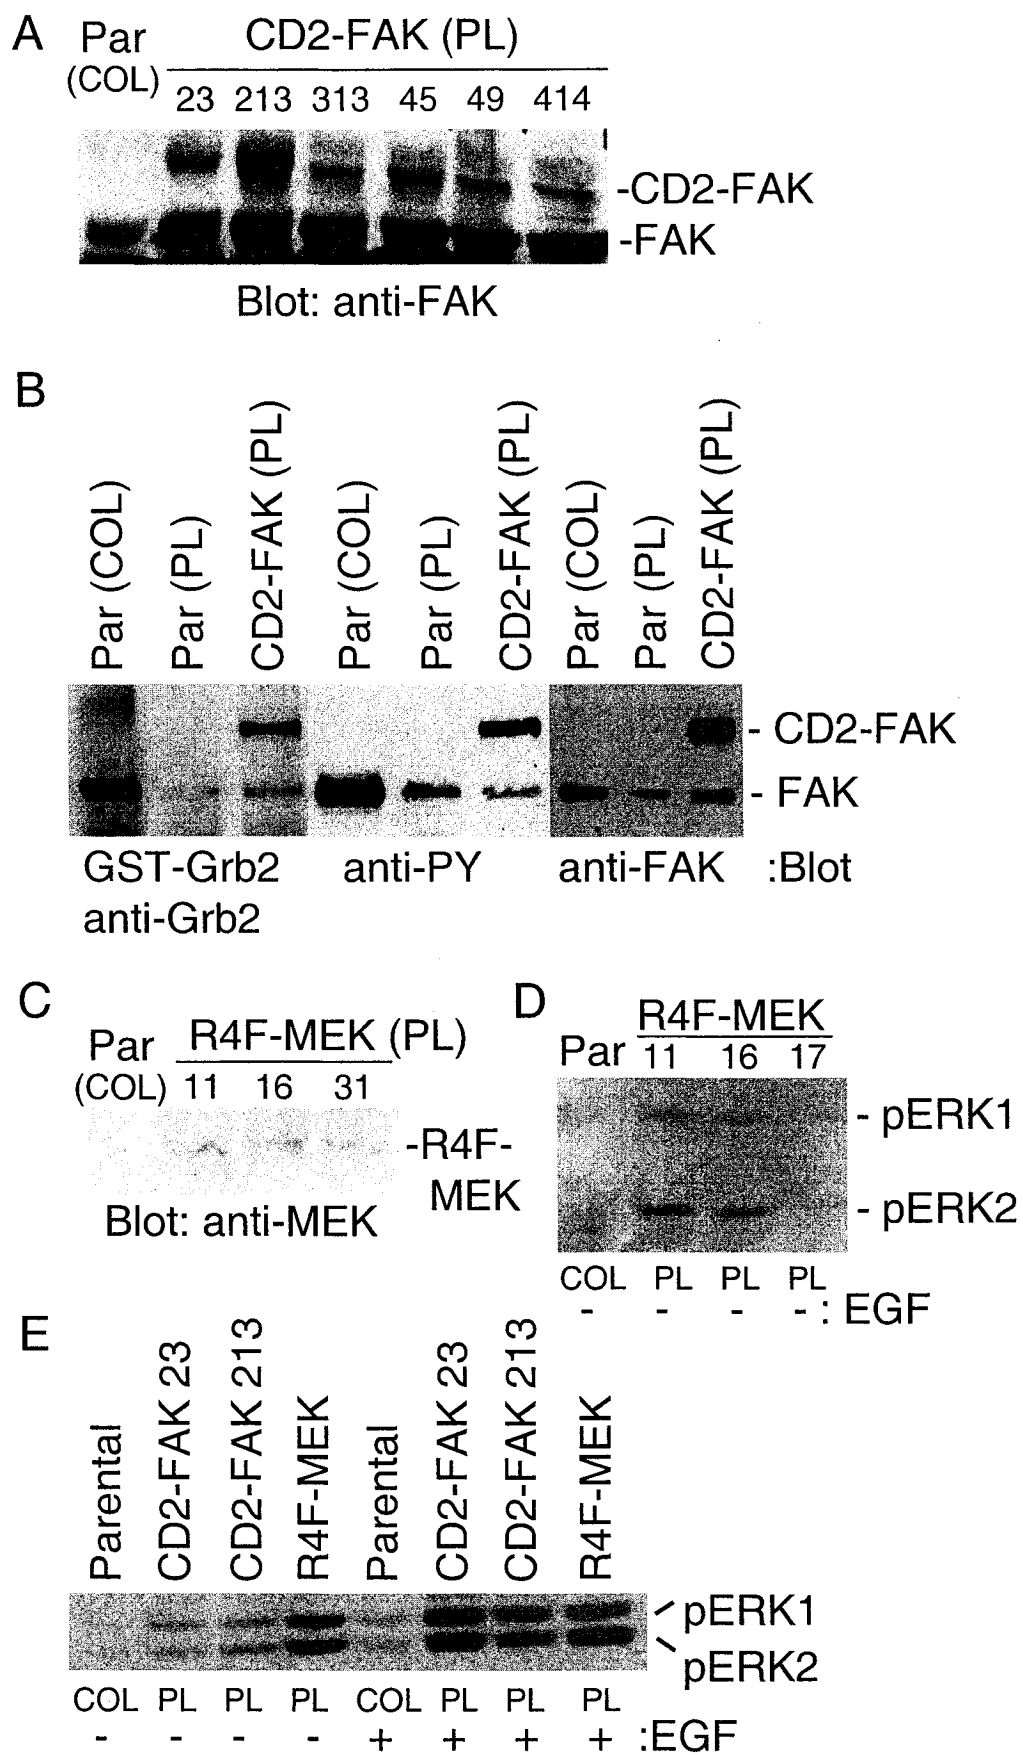 A
Par
(COL)
CD2-FAK (PL)
23 213 313 45 49 414
-CD2-FAK
-FAK
Blot: anti-FAK
B
Par (COL)
Par (PL)
CD2-FAK (PL)
Par (COL)
Par (PL)
CD2-FAK (PL)
Par (COL)
Par (PL)
CD2-FAK (PL)
- CD2-FAK
- FAK
GST-Grb2 anti-PY anti-FAK :Blot
anti-Grb2
C
Par
(COL)
R4F-MEK (PL)
11 16 31
-R4F-
MEK
Blot: anti-MEK
D
R4F-MEK
Par 11 16 17
- pERK1
- pERK2
COL PL PL PL
- - - - : EGF
E
Parental
CD2-FAK 23
CD2-FAK 213
R4F-MEK
Parental
CD2-FAK 23
CD2-FAK 213
R4F-MEK
pERK1
pERK2
COL PL PL PL COL PL PL PL
- - - - + + + + :EGF